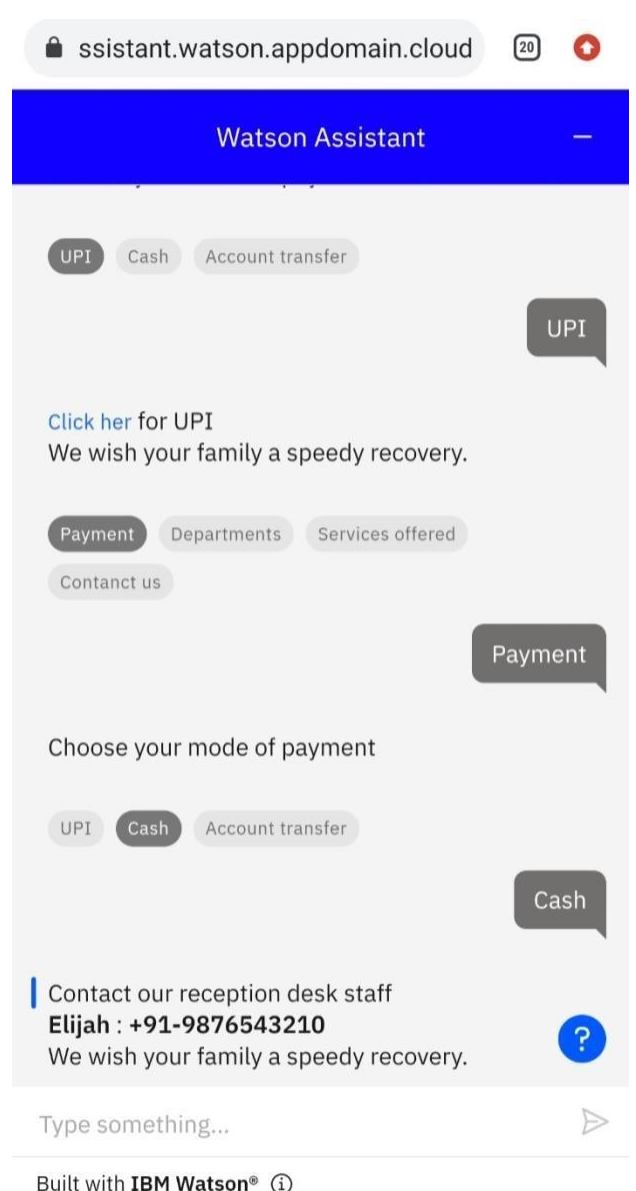 ssistant.watson.appdomain.cloud 20
Watson Assistant
UPI Cash Account transfer
UPI
Click her for UPI
We wish your family a speedy recovery.
Payment Departments Services offered
Contanct us
Payment
Choose your mode of payment
UPI Cash Account transfer
Cash
Contact our reception desk staff
Elijah : +91-9876543210
We wish your family a speedy recovery.
?
Type something...
Built with IBM Watson®